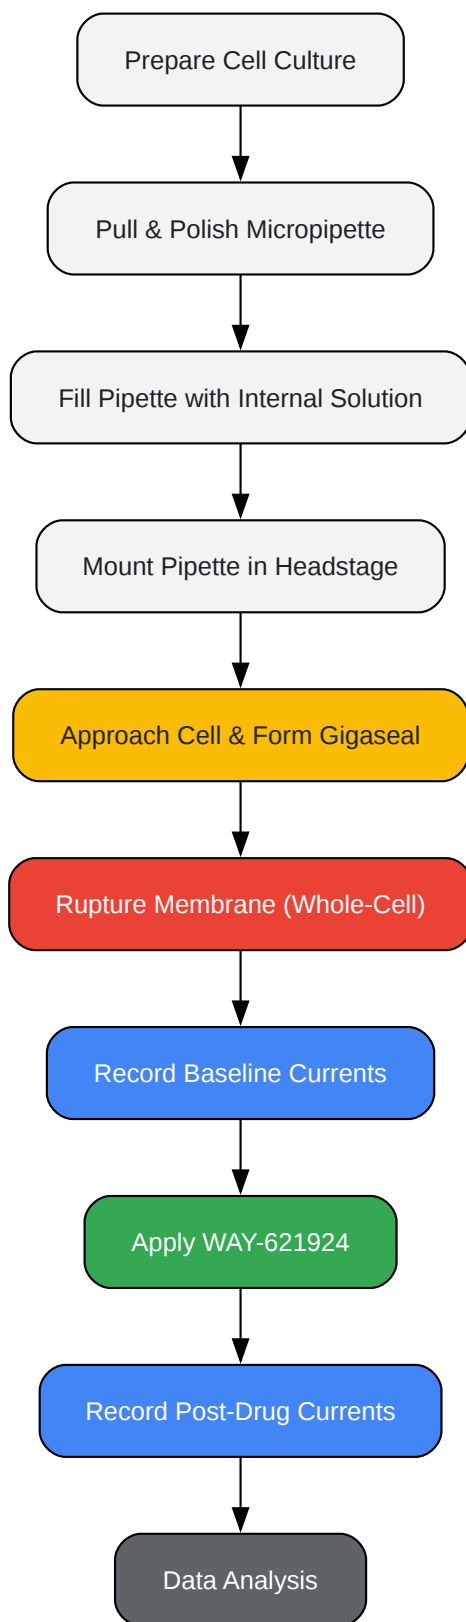 Prepare Cell Culture
Pull & Polish Micropipette
Fill Pipette with Internal Solution
Mount Pipette in Headstage
Approach Cell & Form Gigaseal
Rupture Membrane (Whole-Cell)
Record Baseline Currents
Apply WAY-621924
Record Post-Drug Currents
Data Analysis